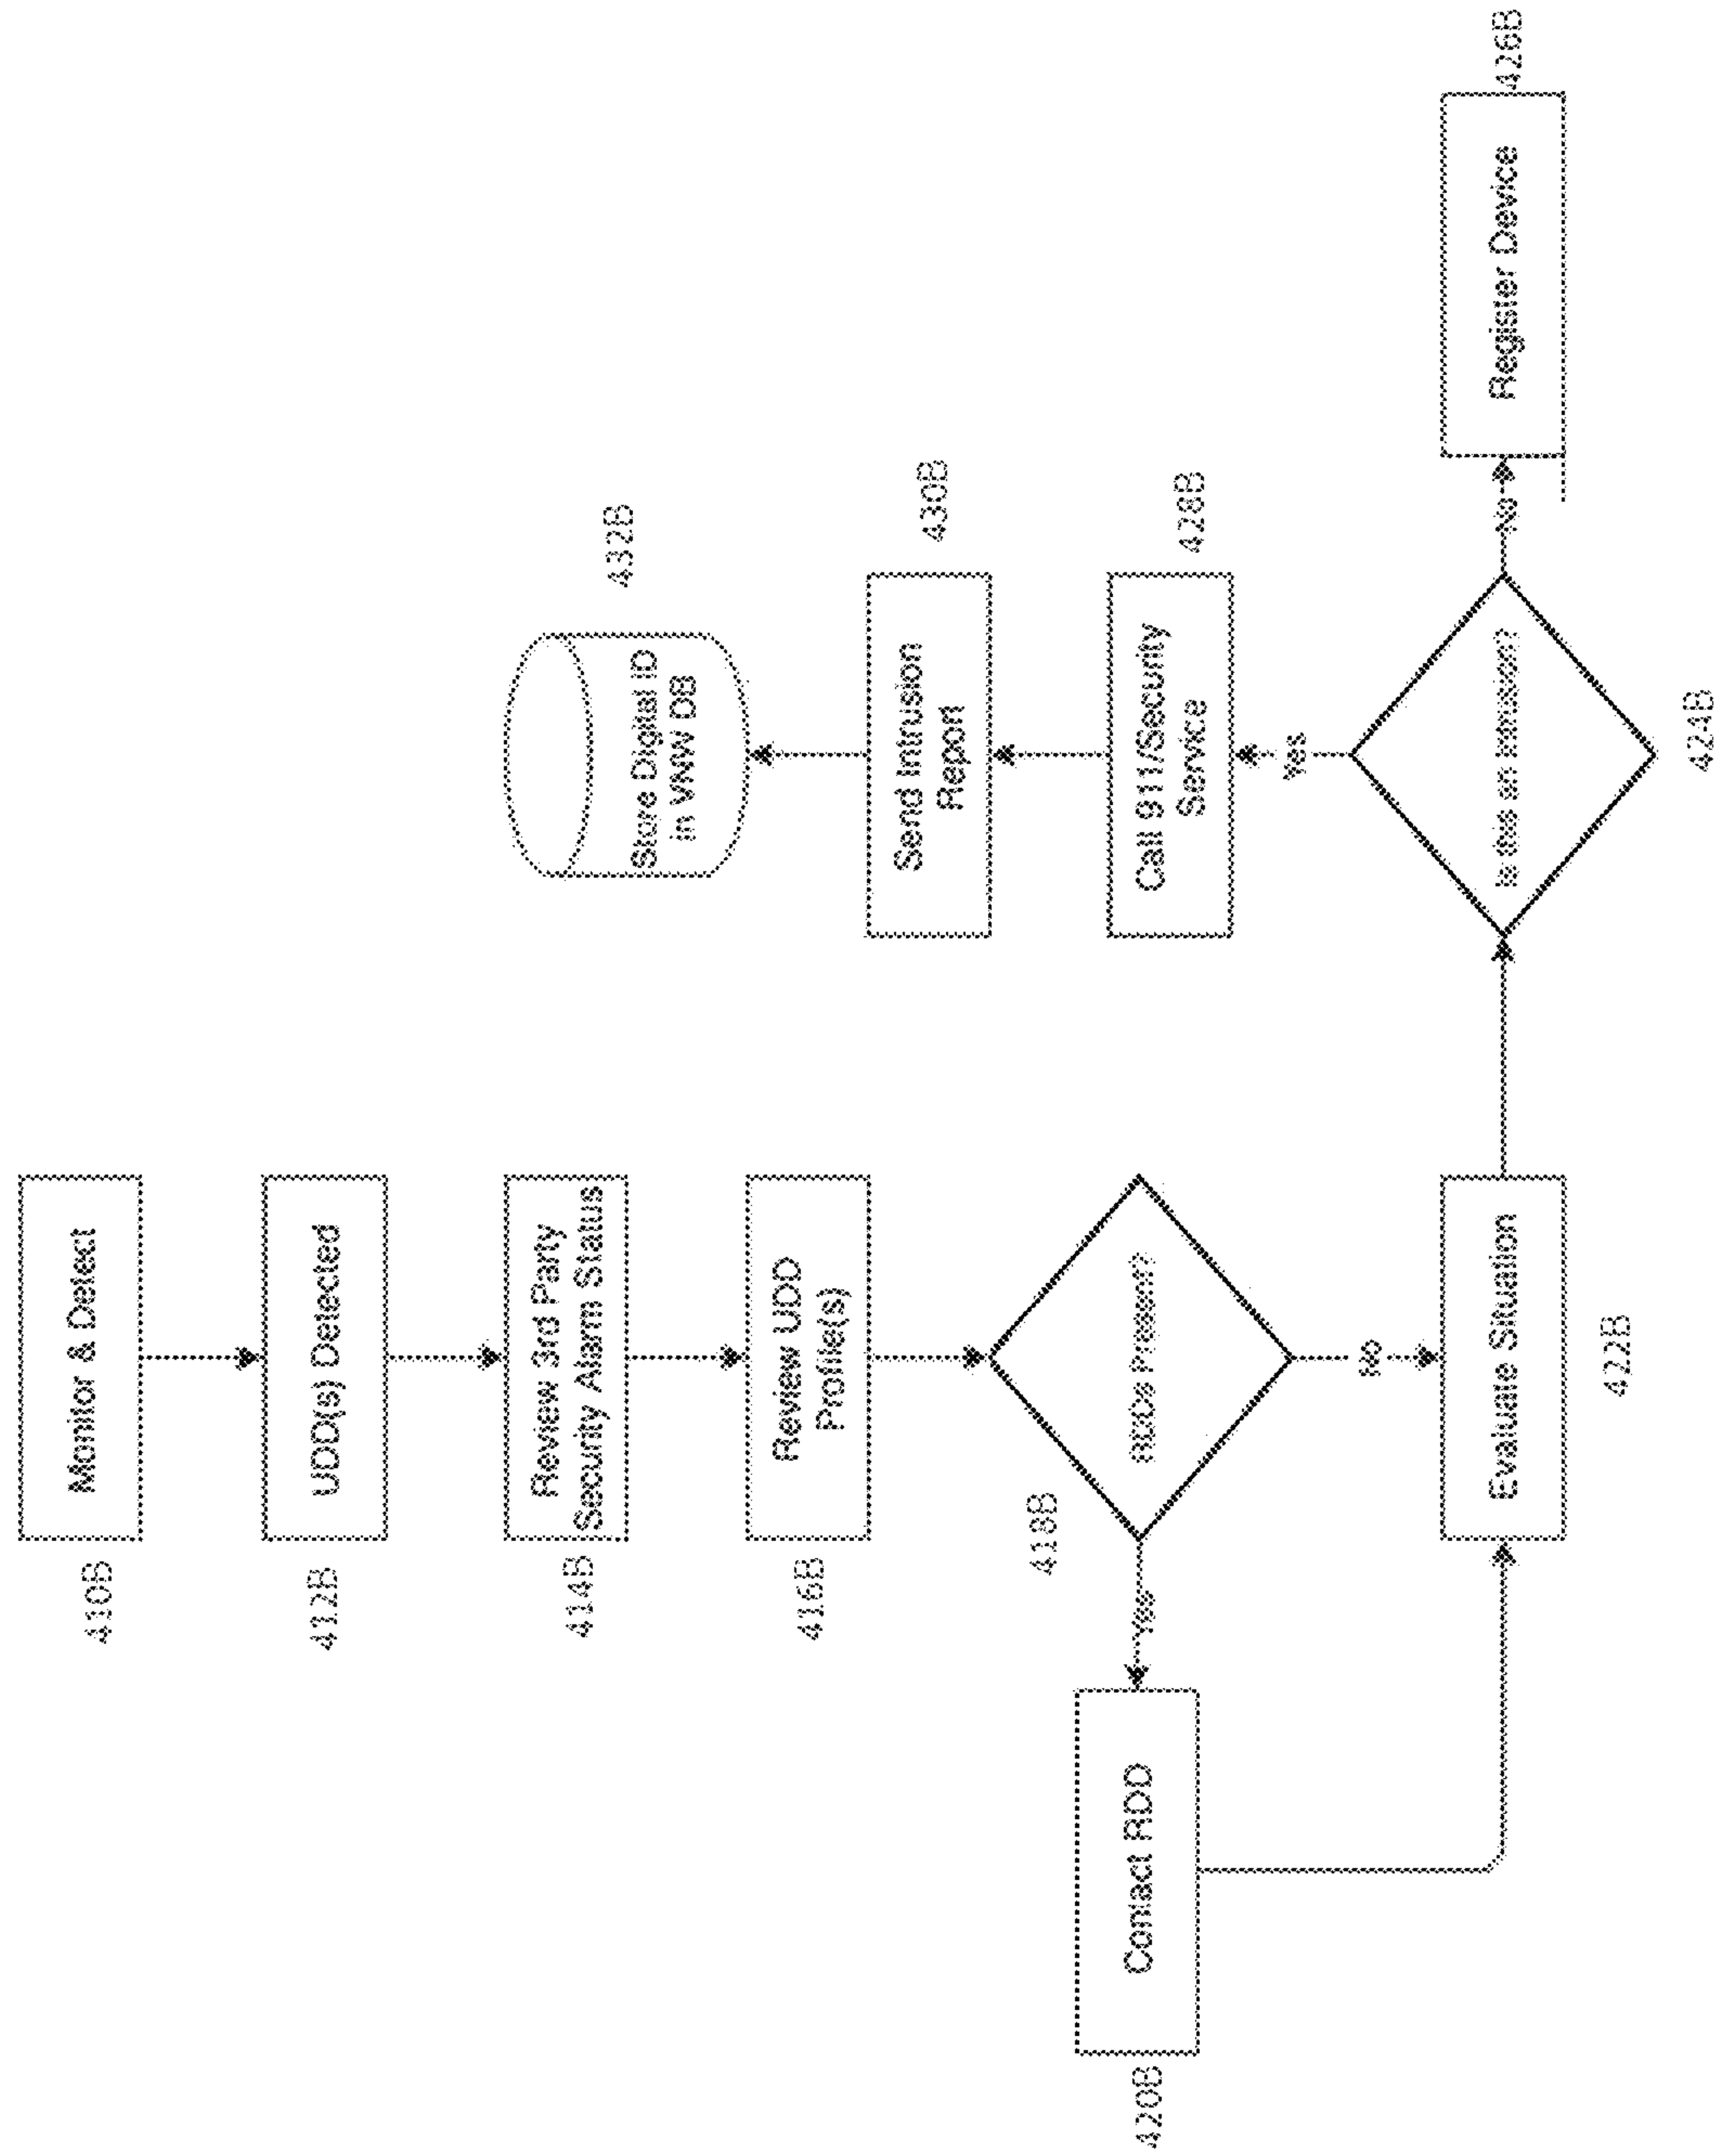 410B
Monitor & Detect
412B
UDD(s) Detected
414B
Review 3rd Party
Security Alarm Status
416B
Review UDD
Profile(s)
418B
RDDs Present?
Yes
No
420B
Contact RDD
Evaluate Situation
422B
Is this an intrusion?
424B
No
Register Device
426B
Yes
Call 911/Security
Service
428B
Send Intrusion
Report
430B
Store Digital ID
in VNW DB
432B